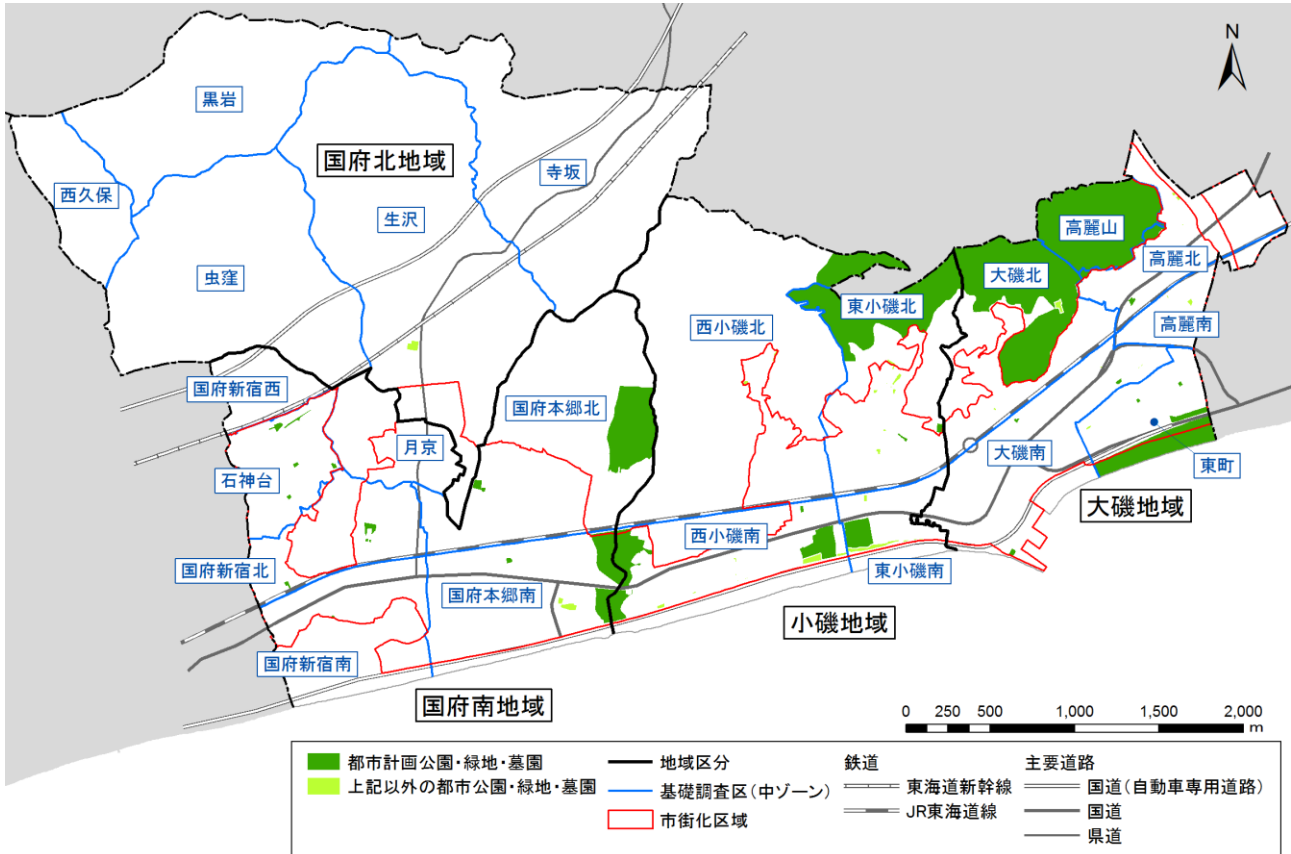 N
黒岩
国府北地域
西久保
生沢
寺坂
虫窪
高麗山
高麗北
大磯北
東小磯北
西小磯北
高麗南
国府新宿西
国府本郷北
月京
大磯南
東町
石神台
大磯地域
西小磯南
国府新宿北
東小磯南
国府本郷南
小磯地域
国府新宿南
国府南地域
0 250 500 1,000 1,500 2,000
m
都市計画公園・緑地・墓園
上記以外の都市公園・緑地・墓園
地域区分
基礎調査区(中ゾーン)
市街化区域
鉄道
東海道新幹線
JR東海道線
主要道路
国道(自動車専用道路)
国道
県道